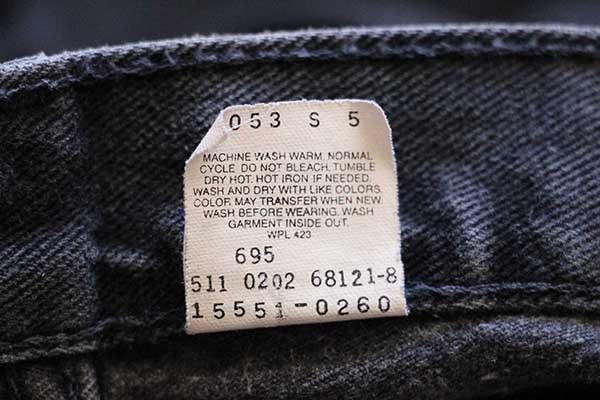 053 S 5
MACHINE WASH WARM NORMAL
CYCLE DO NOT BLEACH. TUMBLE
DRY HOT. HOT IRON IF NEEDED.
WASH AND DRY WITH LIKE COLORS.
COLOR MAY TRANSFER WHEN NEW
WASH BEFORE WEARING. WASH
GARMENT INSIDE OUT.
WPL 423
695
511 0202 68121-8
15551-0260